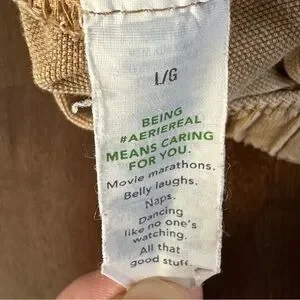 L/G
BEING
#AERIEREAL
MEANS CARING
FOR YOU.
Movie marathons.
Belly laughs.
Naps.
Dancing
like no one's
watching.
All that
good stuff.